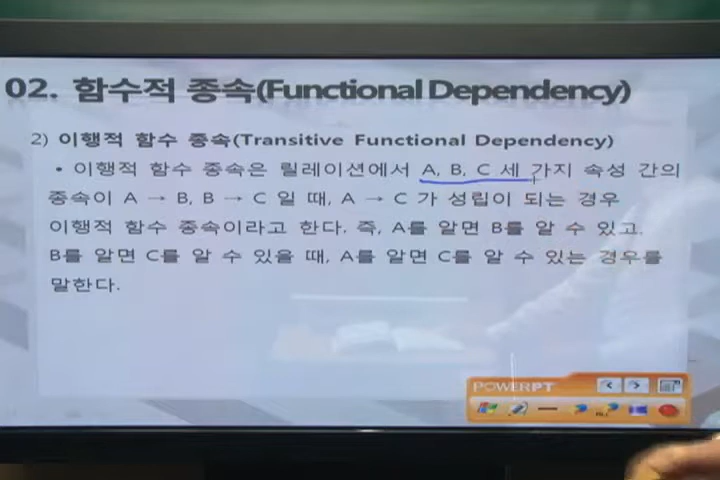 02. 함수적 종속(Functional Dependency)
2) 이행적 함수 종속(Transitive Functional Dependency)
• 이행적 함수 종속은 릴레이션에서 A, B, C 세 가지 속성 간의
종속이 A → B, B → C 일 때, A → C 가 성립이 되는 경우
이행적 함수 종속이라고 한다. 즉, A를 알면 B를 알 수 있고,
B를 알면 C를 알 수 있을 때, A를 알면 C를 알 수 있는 경우를
말한다.
POWERPT
ALL